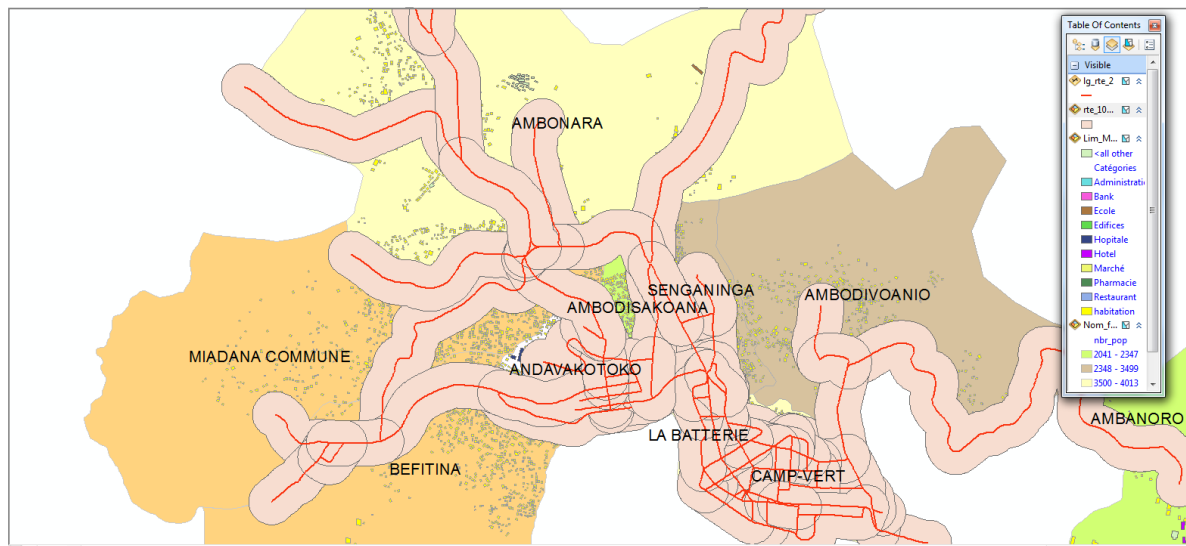 Table Of Contents
Visible
lg_rte_2
rte_10...
Lim_M...
<all other
Catégories
Administratio
Bank
Ecole
Edifices
Hopitale
Hotel
Marché
Pharmacie
Restaurant
habitation
Nom_f...
nbr_pop
2041 - 2347
2348 - 3499
3500 - 4013
AMBONARA
SENGANINGA
AMBODIVOANIO
AMBODISAKOANA
MIADANA COMMUNE
ANDAVAKOTOKO
AMBANORO
LA BATTERIE
BEFITINA
CAMP-VERT